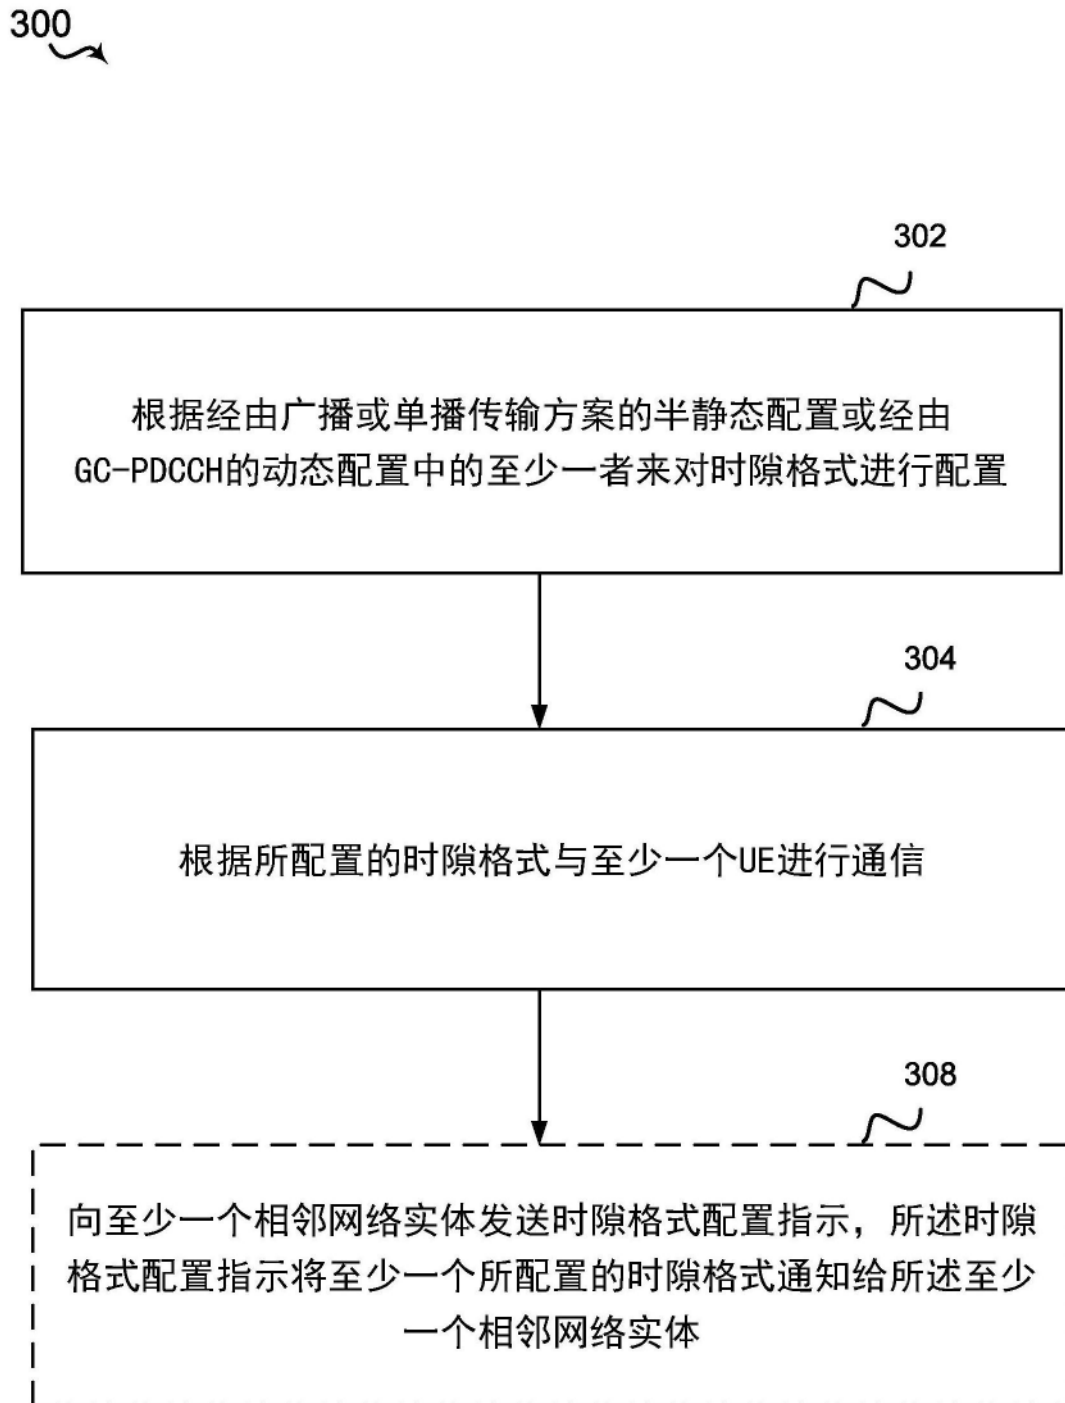 300
302
根据经由广播或单播传输方案的半静态配置或经由
GC-PDCCH的动态配置中的至少一者来对时隙格式进行配置
304
根据所配置的时隙格式与至少一个UE进行通信
308
向至少一个相邻网络实体发送时隙格式配置指示，所述时隙
格式配置指示将至少一个所配置的时隙格式通知给所述至少
一个相邻网络实体